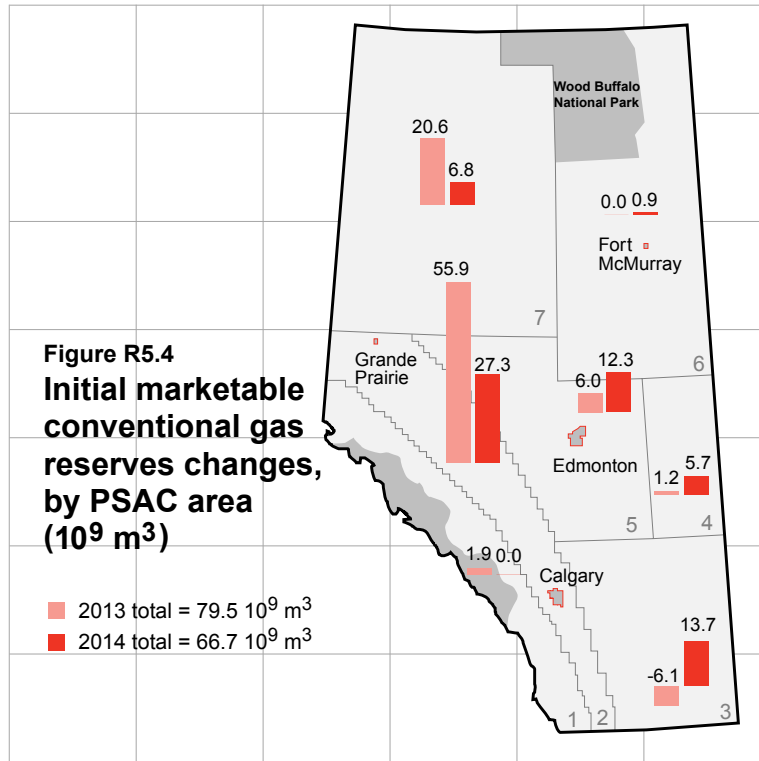 Wood Buffalo
National Park
20.6
6.8
0.0 0.9
Fort
McMurray
55.9
7
Figure R5.4
Initial marketable
conventional gas
reserves changes,
by PSAC area
(10⁹ m³)
Grande
Prairie
27.3
12.3
6
6.0
Edmonton
1.2
5.7
5
4
1.9 0.0
Calgary
2013 total = 79.5 10⁹ m³
2014 total = 66.7 10⁹ m³
13.7
-6.1
1
2
3